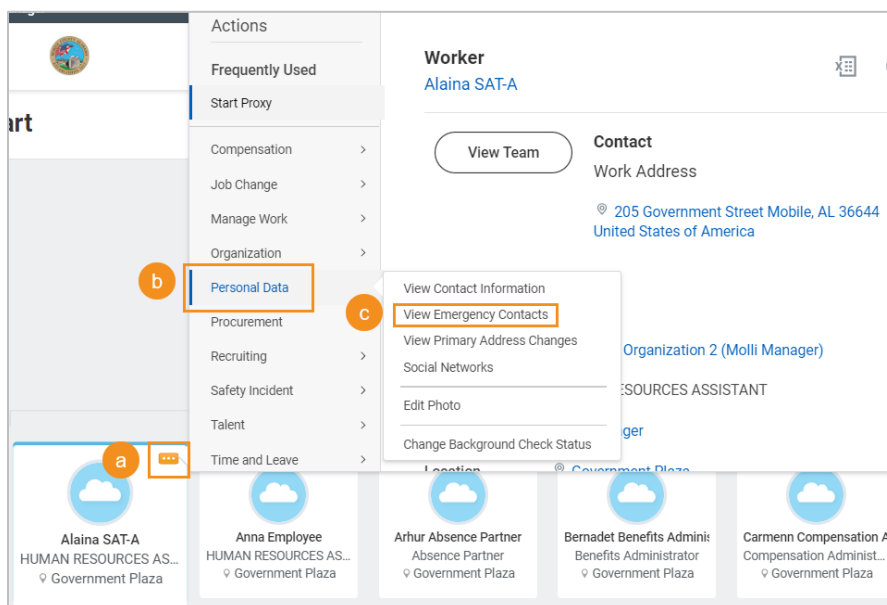 art
Actions
Frequently Used
Start Proxy
Compensation
Job Change
Manage Work
Organization
b
Personal Data
Procurement
Recruiting
Safety Incident
Talent
Time and Leave
Worker
Alaina SAT-A
View Team
Contact
Work Address
205 Government Street Mobile, AL 36644
United States of America
c
View Contact Information
View Emergency Contacts
View Primary Address Changes
Social Networks
Edit Photo
Change Background Check Status
Organization 2 (Molli Manager)
ESOURCES ASSISTANT
ger
Location
Government Plaza
a
Alaina SAT-A
HUMAN RESOURCES AS...
Government Plaza
Anna Employee
HUMAN RESOURCES AS...
Government Plaza
Arhur Absence Partner
Absence Partner
Government Plaza
Bernadet Benefits Adminis
Benefits Administrator
Government Plaza
Carmenn Compensation A
Compensation Administ...
Government Plaza